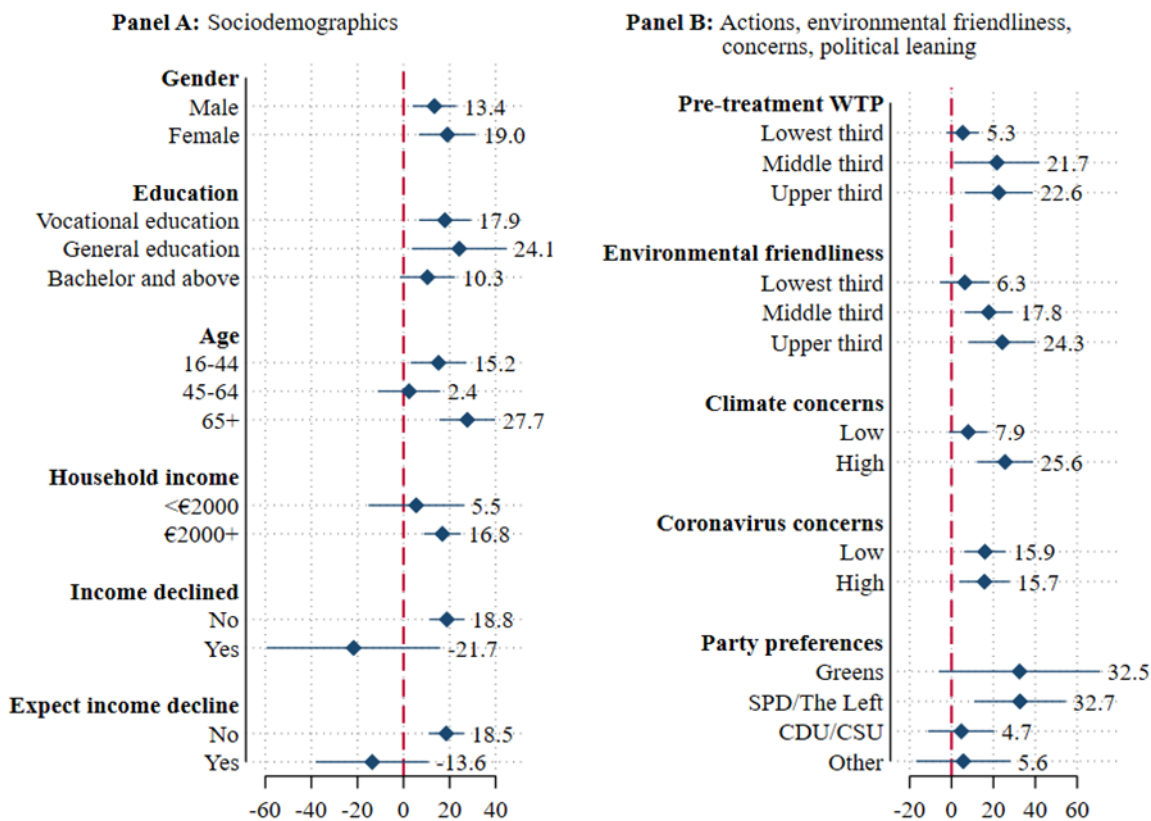 Panel A: Sociodemographics
Gender
Male 13.4
Female 19.0
Education
Vocational education 17.9
General education 24.1
Bachelor and above 10.3
Age
16-44 15.2
45-64 2.4
65+ 27.7
Household income
<€2000 5.5
€2000+ 16.8
Income declined
No 18.8
Yes -21.7
Expect income decline
No 18.5
Yes -13.6
-60 -40 -20 0 20 40
Panel B: Actions, environmental friendliness,
concerns, political leaning
Pre-treatment WTP
Lowest third 5.3
Middle third 21.7
Upper third 22.6
Environmental friendliness
Lowest third 6.3
Middle third 17.8
Upper third 24.3
Climate concerns
Low 7.9
High 25.6
Coronavirus concerns
Low 15.9
High 15.7
Party preferences
Greens 32.5
SPD/The Left 32.7
CDU/CSU 4.7
Other 5.6
-20 0 20 40 60